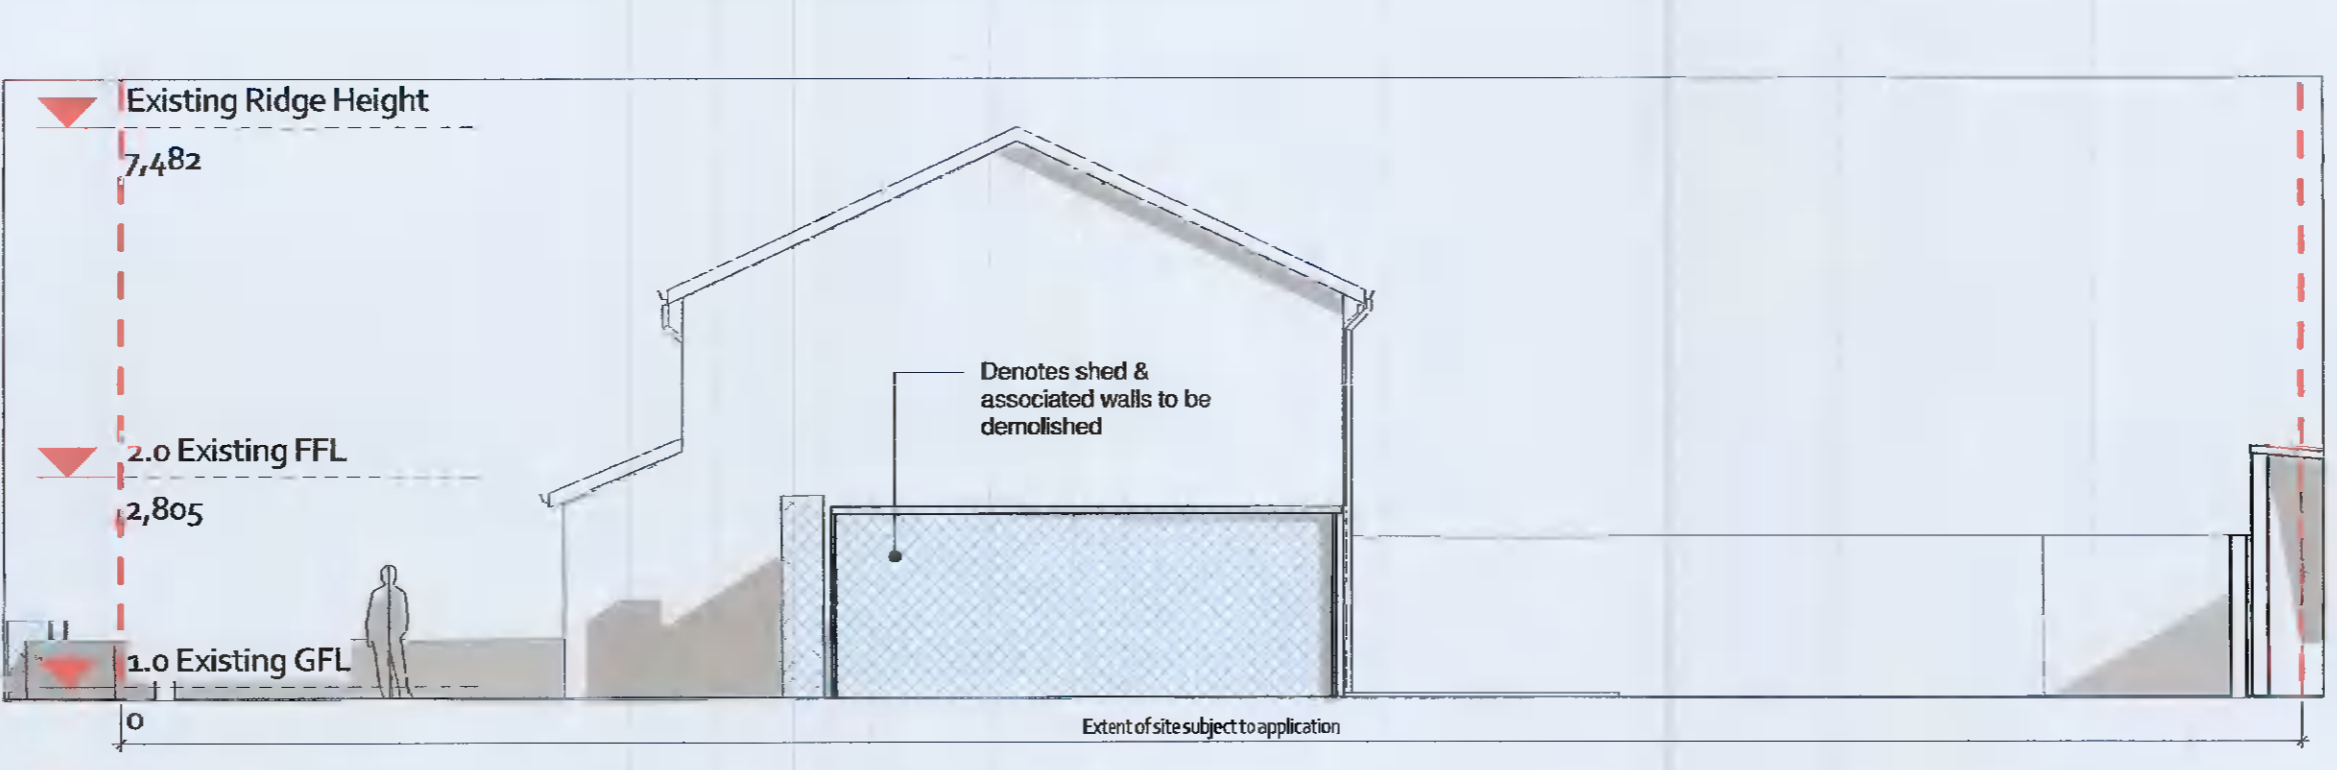 Existing Ridge Height
7,482
Denotes shed &
associated walls to be
demolished
2.0 Existing FFL
2,805
1.0 Existing GFL
0
Extent of site subject to application